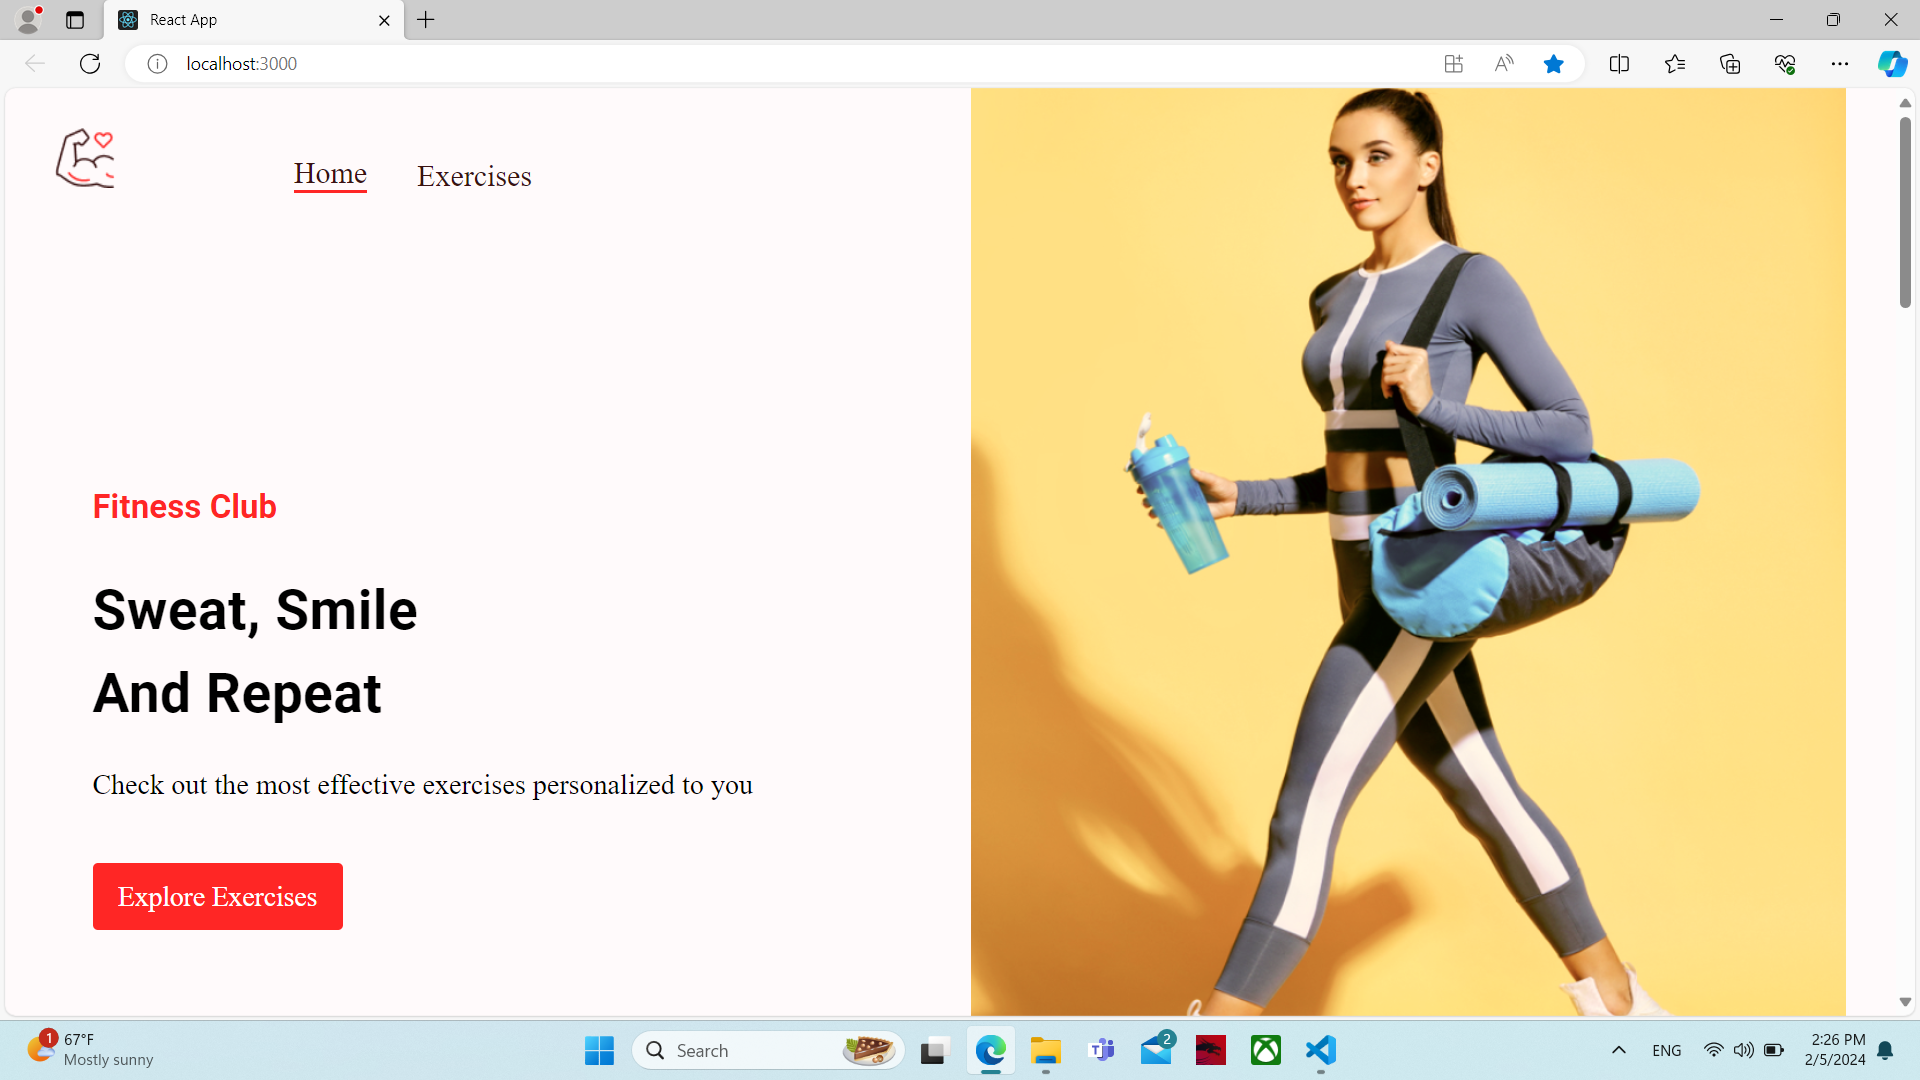 React App
localhost:3000
Home
Exercises
Fitness Club
Sweat, Smile
And Repeat
Check out the most effective exercises personalized to you
Explore Exercises
1
67°F
Mostly sunny
Search
2
ENG
2:26 PM
2/5/2024